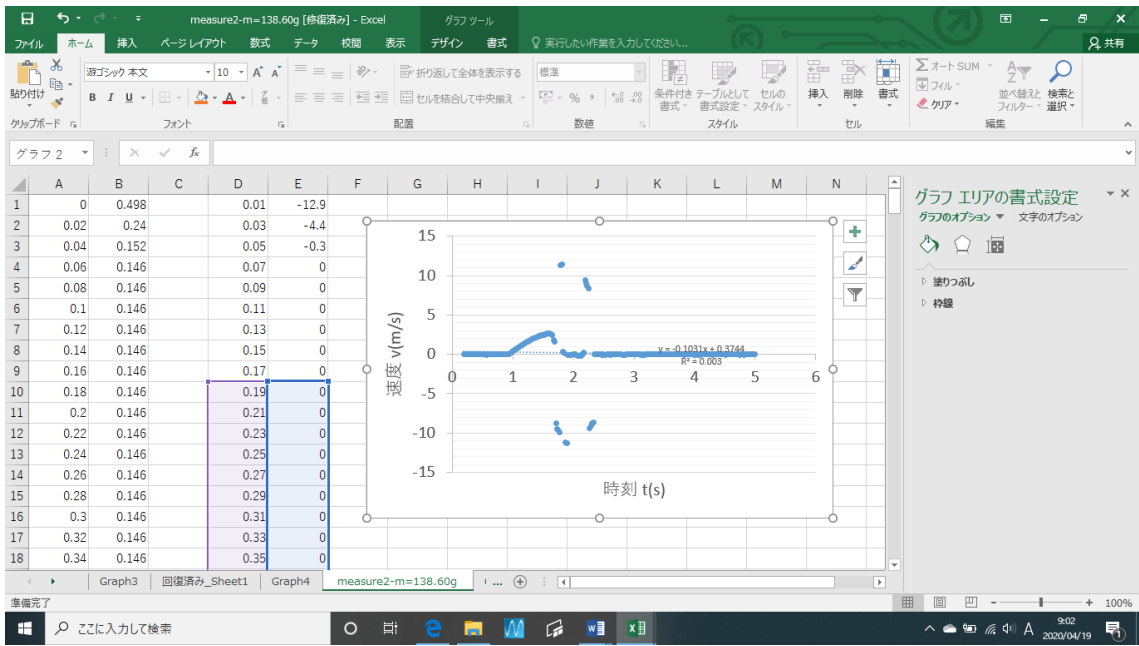 measure2-m=138.60g [修復済み] - Excel
グラフ ツール
ファイル ホーム 挿入 ページ レイアウト 数式 データ 校閲 表示 デザイン 書式 実行したい作業を入力してください... 共有
貼り付け
游ゴシック 本文 10 A A
B I U A
折り返して全体を表示する
セルを結合して中央揃え
標準
% ,
条件付き書式
テーブルとして書式設定
セルのスタイル
挿入 削除 書式
オート SUM
フィル
クリア
並べ替えと フィルター
検索と 選択
クリップボード フォント 配置 数値 スタイル セル 編集
グラフ 2 fx
A B C D E F G H I J K L M N
1 0 0.498 0.01 -12.9
2 0.02 0.24 0.03 -4.4
3 0.04 0.152 0.05 -0.3
4 0.06 0.146 0.07 0
5 0.08 0.146 0.09 0
6 0.1 0.146 0.11 0
7 0.12 0.146 0.13 0
8 0.14 0.146 0.15 0
9 0.16 0.146 0.17 0
10 0.18 0.146 0.19 0
11 0.2 0.146 0.21 0
12 0.22 0.146 0.23 0
13 0.24 0.146 0.25 0
14 0.26 0.146 0.27 0
15 0.28 0.146 0.29 0
16 0.3 0.146 0.31 0
17 0.32 0.146 0.33 0
18 0.34 0.146 0.35 0
15
10
5
0
-5
-10
-15
速度 v(m/s)
0 1 2 3 4 5 6
y = -0.1031x + 0.3744
R² = 0.003
時刻 t(s)
グラフ エリアの書式設定
グラフのオプション 文字のオプション
塗りつぶし
枠線
Graph3 回復済み_Sheet1 Graph4 measure2-m=138.60g ...
準備完了 100%
ここに入力して検索
A 9:02
2020/04/19
1